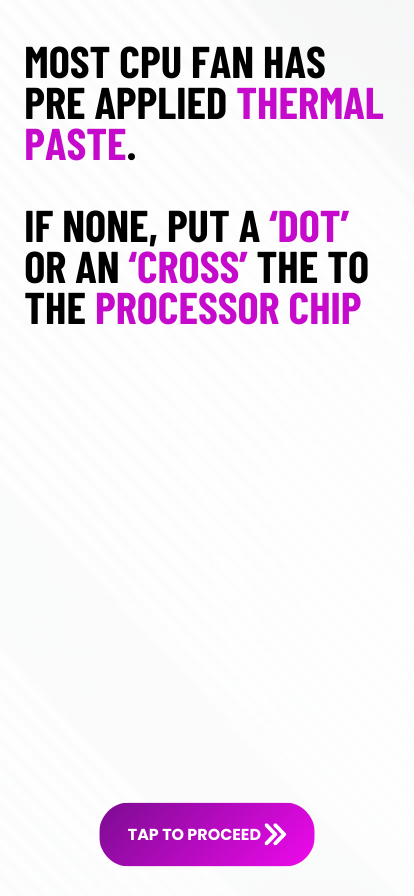 MOST CPU FAN HAS
PRE APPLIED THERMAL
PASTE.
IF NONE, PUT A ‘DOT’
OR AN ‘CROSS’ THE TO
THE PROCESSOR CHIP
TAP TO PROCEED